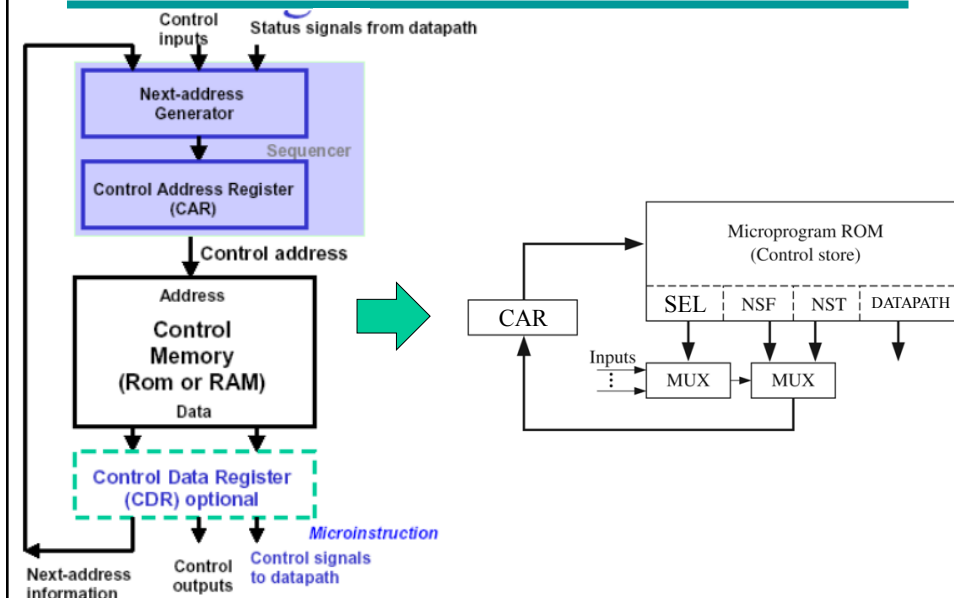 Control
inputs
Status signals from datapath
Next-address
Generator
Sequencer
Control Address Register
(CAR)
Control address
Address
Control
Memory
(Rom or RAM)
Data
Control Data Register
(CDR) optional
Microinstruction
Next-address
information
Control
outputs
Control signals
to datapath
Microprogram ROM
(Control store)
SEL
NSF
NST
DATAPATH
CAR
Inputs
MUX
MUX